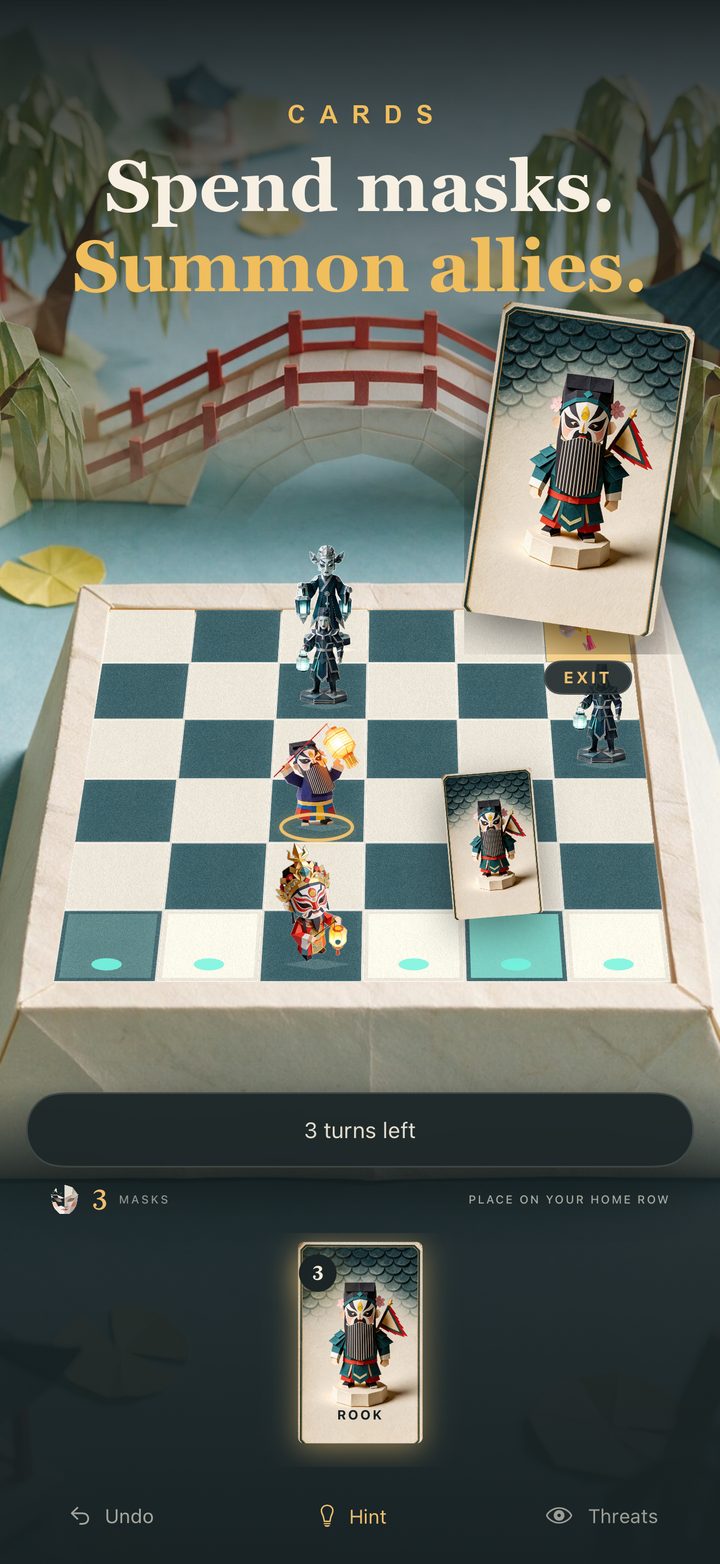 CARDS
Spend masks.
Summon allies.
EXIT
3 turns left
3 MASKS
PLACE ON YOUR HOME ROW
3
ROOK
Undo
Hint
Threats